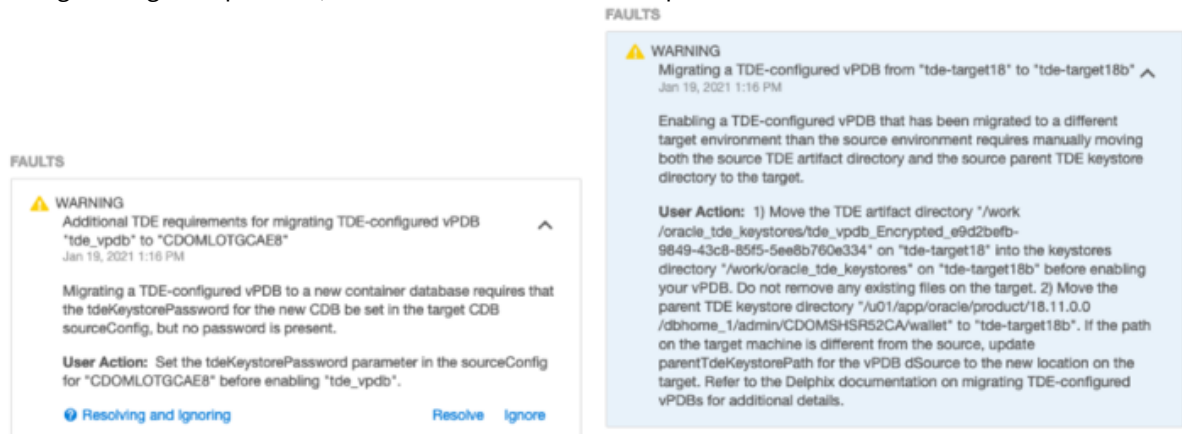 FAULTS
WARNING
Additional TDE requirements for migrating TDE-configured vPDB
"tde_vpdb" to "CDOMLOTGCAE8"
Jan 19, 2021 1:16 PM
Migrating a TDE-configured vPDB to a new container database requires that
the tdeKeystorePassword for the new CDB be set in the target CDB
sourceConfig, but no password is present.
User Action: Set the tdeKeystorePassword parameter in the sourceConfig
for "CDOMLOTGCAE8" before enabling "tde_vpdb".
Resolving and Ignoring Resolve Ignore
FAULTS
WARNING
Migrating a TDE-configured vPDB from "tde-target18" to "tde-target18b"
Jan 19, 2021 1:16 PM
Enabling a TDE-configured vPDB that has been migrated to a different
target environment than the source environment requires manually moving
both the source TDE artifact directory and the source parent TDE keystore
directory to the target.
User Action: 1) Move the TDE artifact directory "/work
/oracle_tde_keystores/tde_vpdb_Encrypted_e9d2befb-
9849-43c8-85f5-5ee8b760e334" on "tde-target18" into the keystores
directory "/work/oracle_tde_keystores" on "tde-target18b" before enabling
your vPDB. Do not remove any existing files on the target. 2) Move the
parent TDE keystore directory "/u01/app/oracle/product/18.11.0.0
/dbhome_1/admin/CDOMSHSR52CA/wallet" to "tde-target18b". If the path
on the target machine is different from the source, update
parentTdeKeystorePath for the vPDB dSource to the new location on the
target. Refer to the Delphix documentation on migrating TDE-configured
vPDBs for additional details.